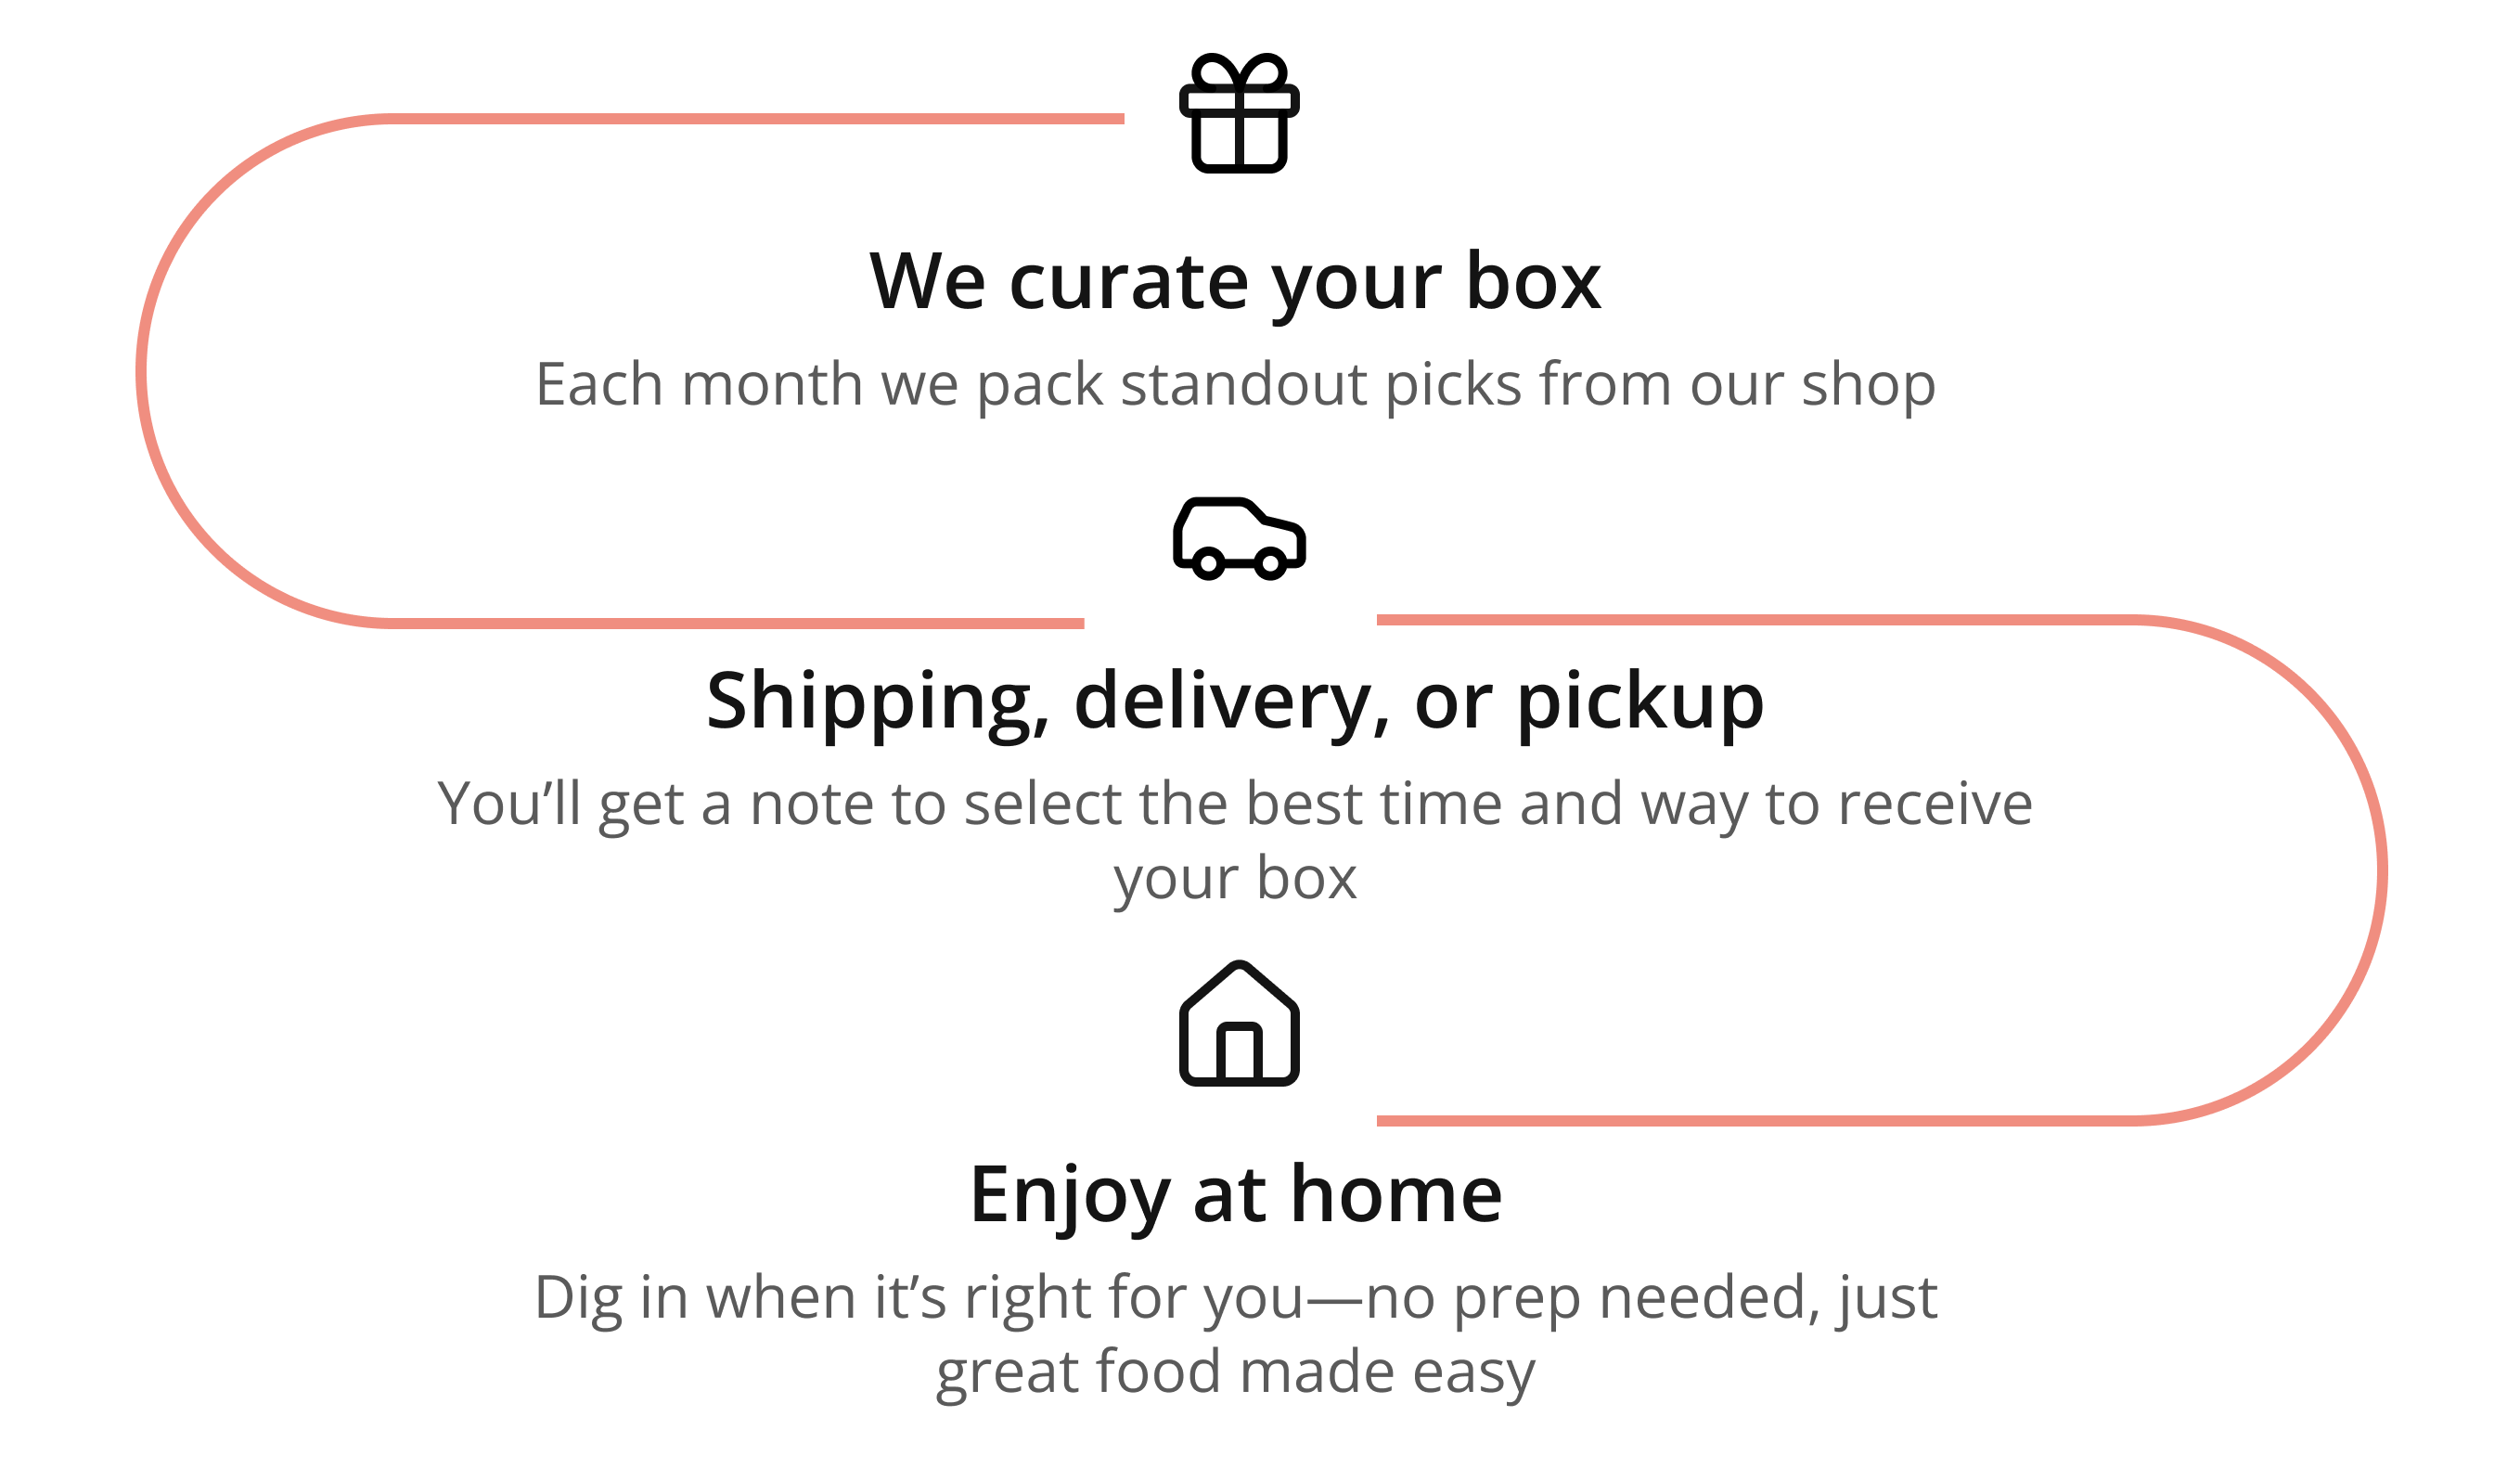 We curate your box
Each month we pack standout picks from our shop
Shipping, delivery, or pickup
You’ll get a note to select the best time and way to receive
your box
Enjoy at home
Dig in when it’s right for you—no prep needed, just
great food made easy